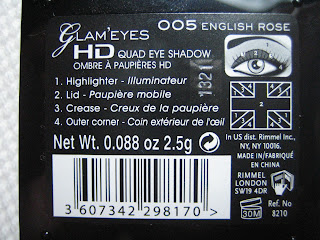 005 ENGLISH ROSE
GLAM'EYES
HD QUAD EYE SHADOW
OMBRE À PAUPIÈRES HD
1. Highlighter - Illuminateur
2. Lid - Paupière mobile
3. Crease - Creux de la paupière
4. Outer corner - Coin extérieur de l'œil
1321
Net Wt. 0.088 oz 2.5g
2
In US dist. Rimmel Inc.,
NY, NY, 10016.
MADE IN/FABRIQUÉ
EN CHINA
RIMMEL
LONDON
SW19 4DR
30M
Ref. No
8210
3 607342 298170 >